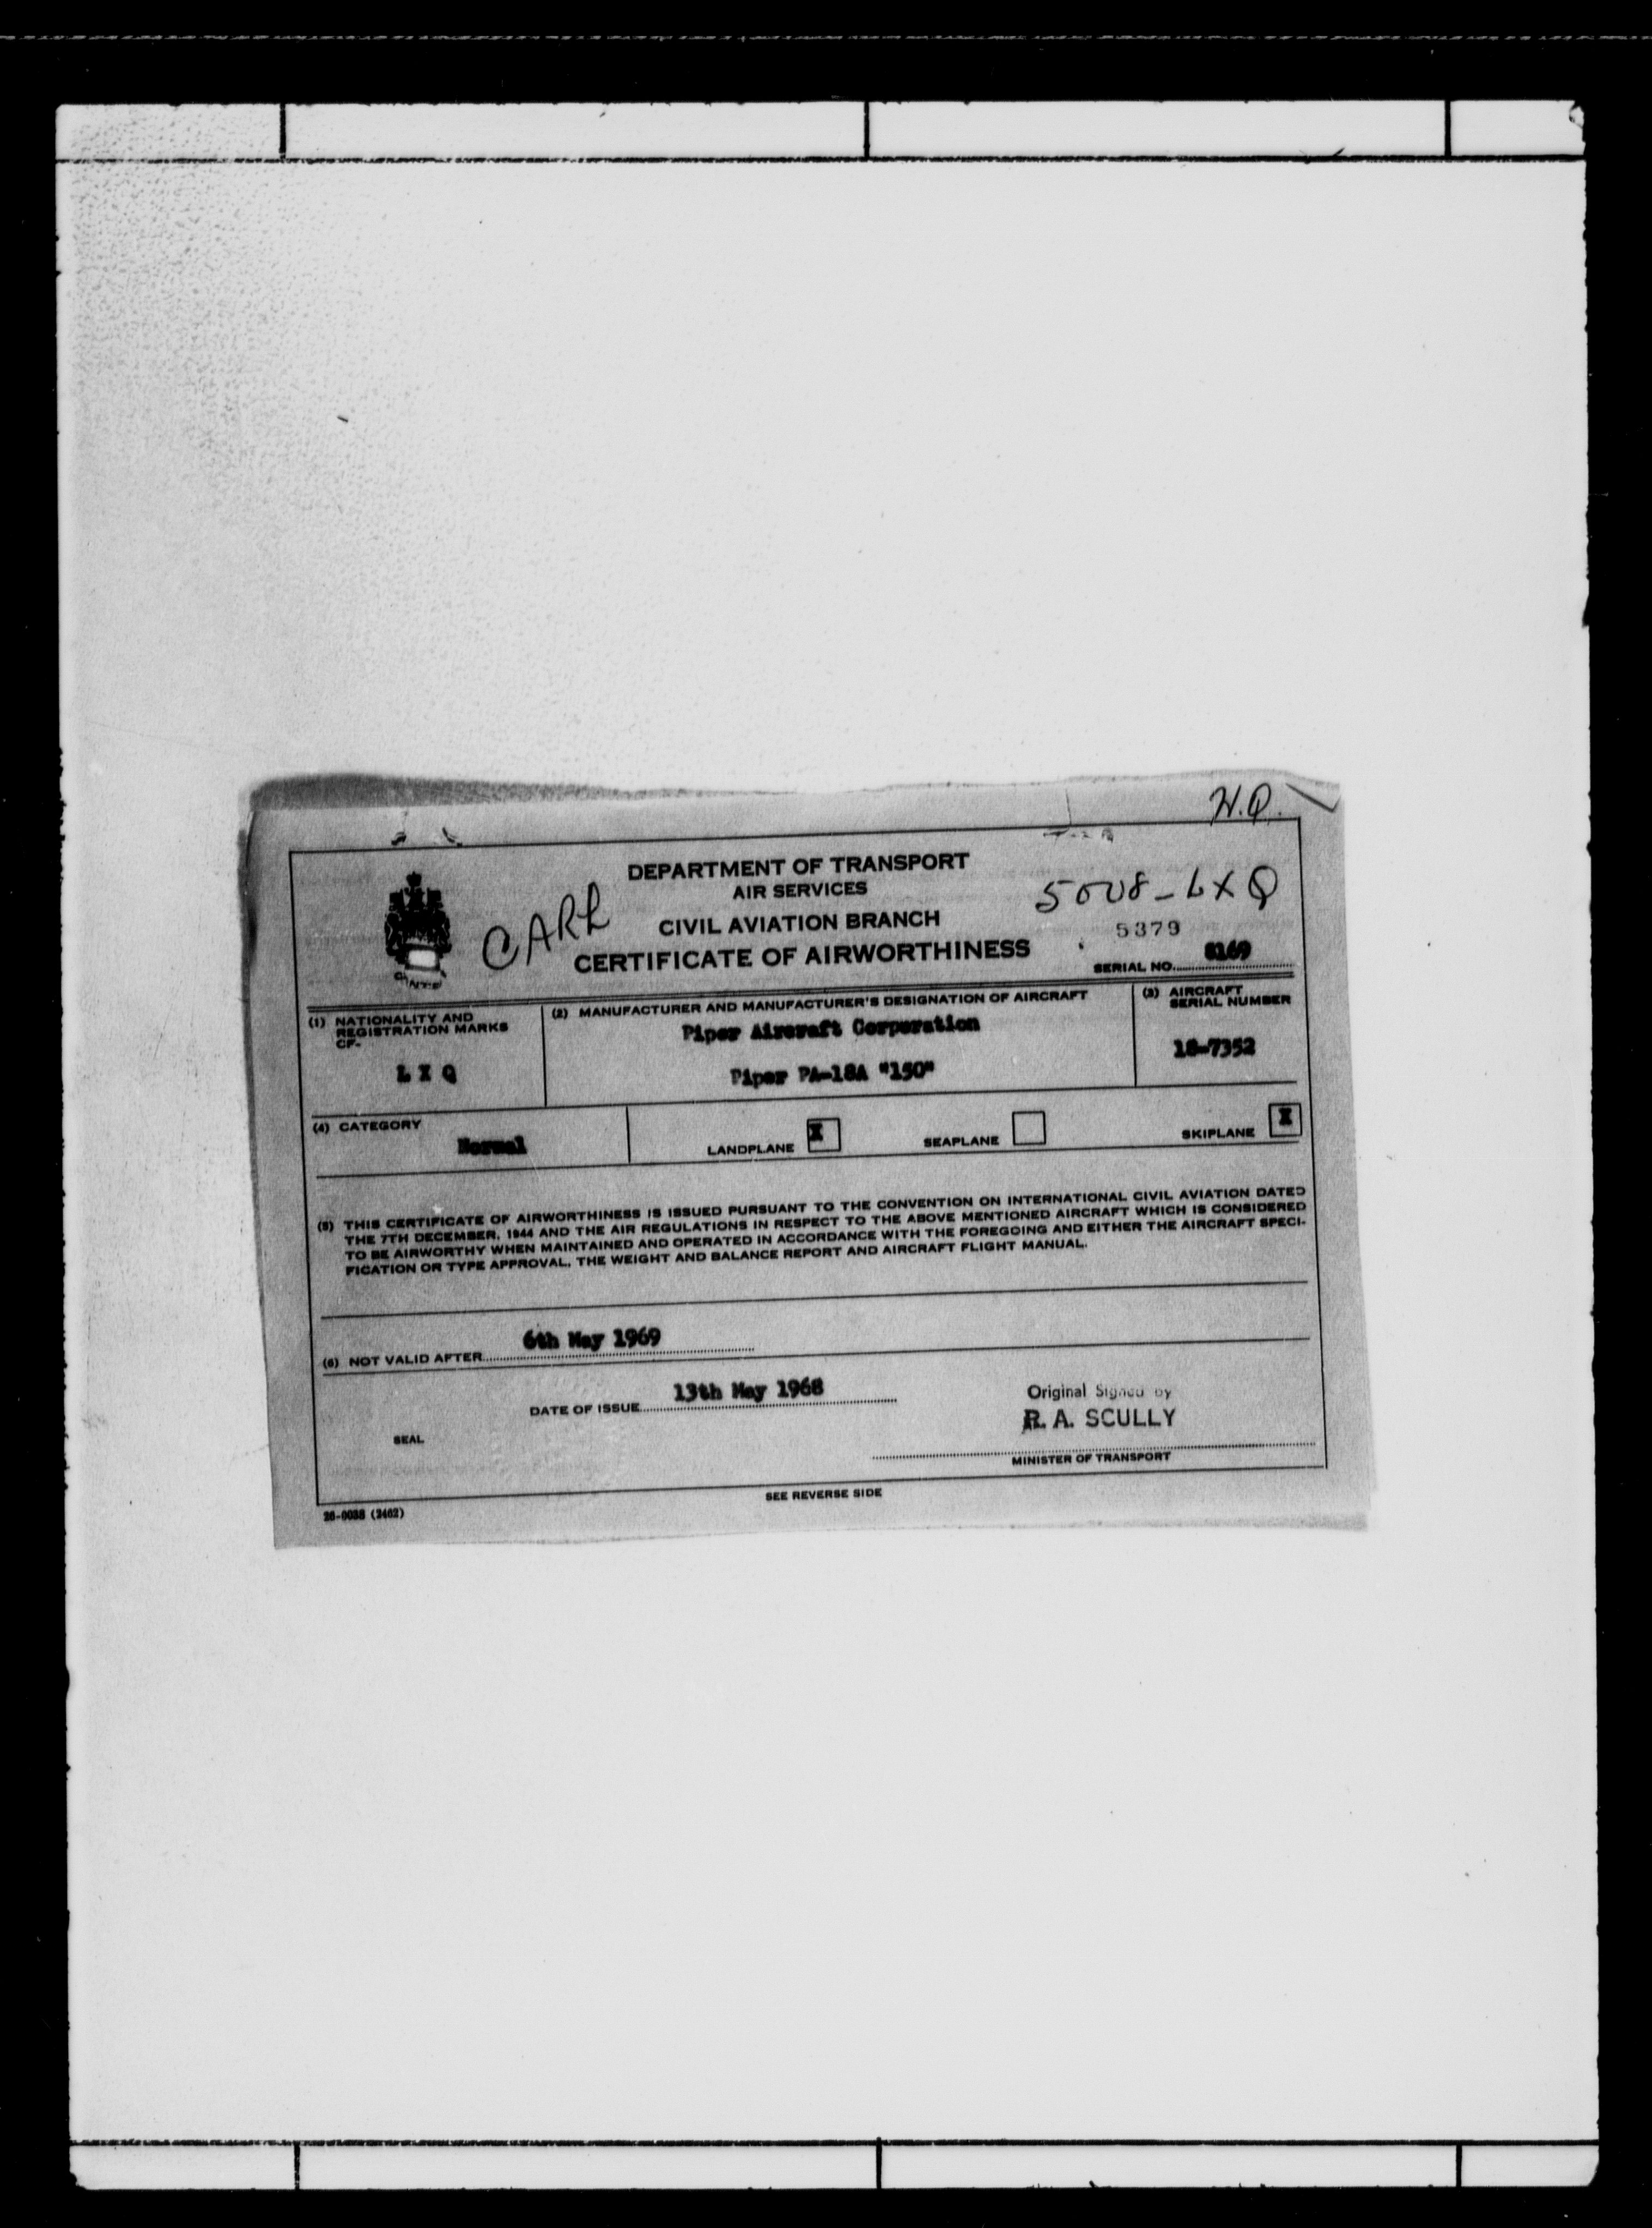 H.Q.
DEPARTMENT OF TRANSPORT
AIR SERVICES
CIVIL AVIATION BRANCH
CERTIFICATE OF AIRWORTHINESS
CARL
5008-LXQ
5379
SERIAL NO. 8169
(1) NATIONALITY AND
REGISTRATION MARKS
CF-
L X Q
(2) MANUFACTURER AND MANUFACTURER'S DESIGNATION OF AIRCRAFT
Piper Aircraft Corporation
Piper PA-18A "150"
(3) AIRCRAFT
SERIAL NUMBER
18-7352
(4) CATEGORY
Normal
LANDPLANE X SEAPLANE SKIPLANE X
(5) THIS CERTIFICATE OF AIRWORTHINESS IS ISSUED PURSUANT TO THE CONVENTION ON INTERNATIONAL CIVIL AVIATION DATED
THE 7TH DECEMBER, 1944 AND THE AIR REGULATIONS IN RESPECT TO THE ABOVE MENTIONED AIRCRAFT WHICH IS CONSIDERED
TO BE AIRWORTHY WHEN MAINTAINED AND OPERATED IN ACCORDANCE WITH THE FOREGOING AND EITHER THE AIRCRAFT SPECI-
FICATION OR TYPE APPROVAL, THE WEIGHT AND BALANCE REPORT AND AIRCRAFT FLIGHT MANUAL.
(6) NOT VALID AFTER 6th May 1969
DATE OF ISSUE 13th May 1968
Original Signed by
R. A. SCULLY
SEAL
MINISTER OF TRANSPORT
SEE REVERSE SIDE
26-0038 (2402)